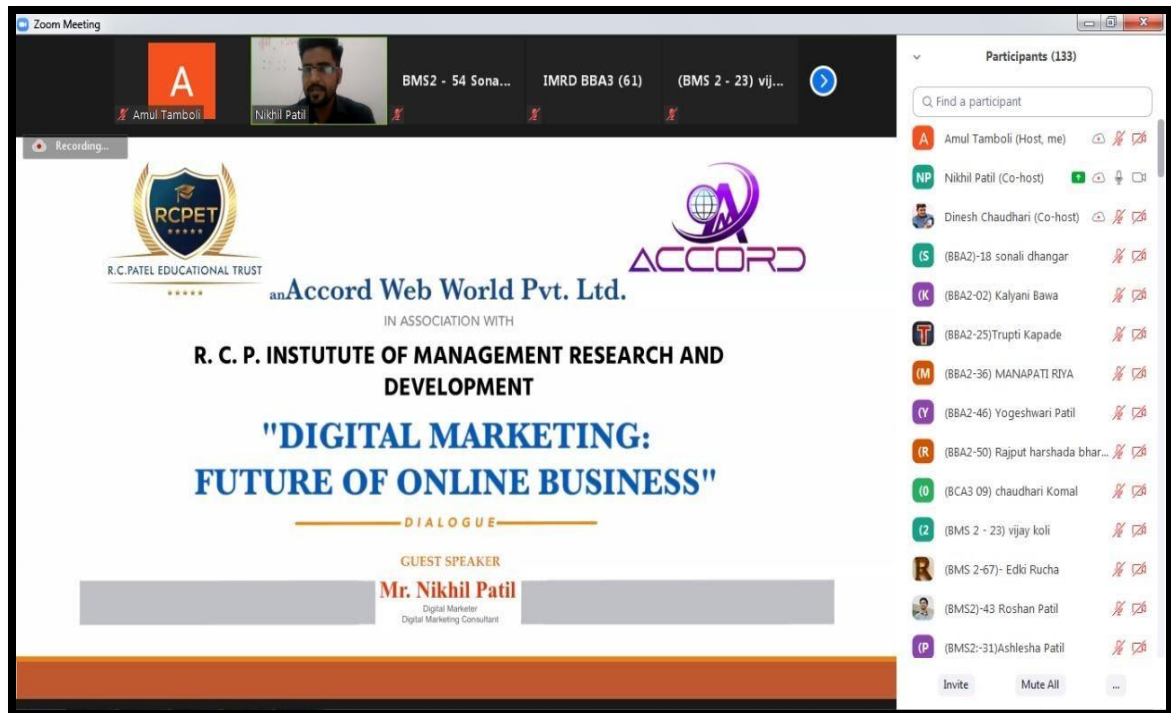 Zoom Meeting
A
Amul Tamboli
Nikhil Patil
BMS2 - 54 Sona...
IMRD BBA3 (61)
(BMS 2 - 23) vij...
Recording...
RCPET
R.C.PATEL EDUCATIONAL TRUST
ACCORD
anAccord Web World Pvt. Ltd.
IN ASSOCIATION WITH
R. C. P. INSTUTUTE OF MANAGEMENT RESEARCH AND
DEVELOPMENT
"DIGITAL MARKETING:
FUTURE OF ONLINE BUSINESS"
DIALOGUE
GUEST SPEAKER
Mr. Nikhil Patil
Digital Marketer
Digital Marketing Consultant
Participants (133)
Find a participant
A Amul Tamboli (Host, me)
NP Nikhil Patil (Co-host)
Dinesh Chaudhari (Co-host)
(S (BBA2)-18 sonali dhangar
(K (BBA2-02) Kalyani Bawa
T (BBA2-25)Trupti Kapade
(M (BBA2-36) MANAPATI RIYA
(Y (BBA2-46) Yogeshwari Patil
(R (BBA2-50) Rajput harshada bhar...
(0 (BCA3 09) chaudhari Komal
(2 (BMS 2 - 23) vijay koli
R (BMS 2-67)- Edki Rucha
(BMS2)-43 Roshan Patil
(P (BMS2:-31)Ashlesha Patil
Invite
Mute All
...